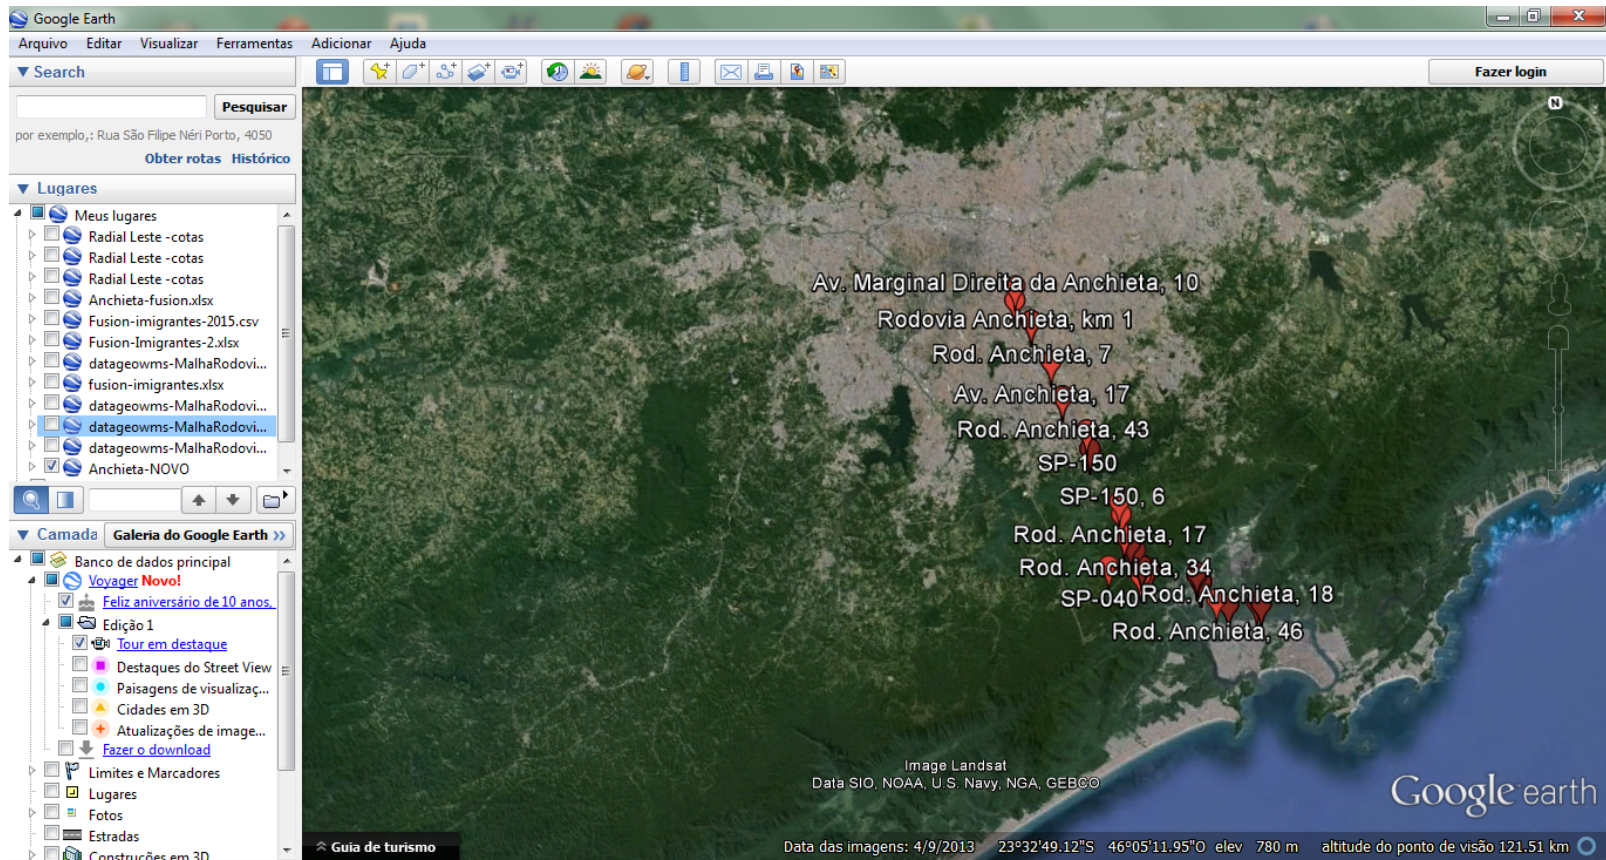 Google Earth
Arquivo Editar Visualizar Ferramentas Adicionar Ajuda
Search
Fazer login
Pesquisar
por exemplo,: Rua São Filipe Néri Porto, 4050
Obter rotas Histórico
Lugares
Meus lugares
Radial Leste -cotas
Radial Leste -cotas
Radial Leste -cotas
Anchieta-fusion.xlsx
Fusion-imigrantes-2015.csv
Fusion-Imigrantes-2.xlsx
datageowms-MalhaRodovi...
fusion-imigrantes.xlsx
datageowms-MalhaRodovi...
datageowms-MalhaRodovi...
datageowms-MalhaRodovi...
Anchieta-NOVO
Camada Galeria do Google Earth >>
Banco de dados principal
Voyager Novo!
Feliz aniversário de 10 anos,
Edição 1
Tour em destaque
Destaques do Street View
Paisagens de visualizaç...
Cidades em 3D
Atualizações de image...
Fazer o download
Limites e Marcadores
Lugares
Fotos
Estradas
Construções em 3D
N
Av. Marginal Direita da Anchieta, 10
Rodovia Anchieta, km 1
Rod. Anchieta, 7
Av. Anchieta, 17
Rod. Anchieta, 43
SP-150
SP-150, 6
Rod. Anchieta, 17
Rod. Anchieta, 34
SP-040 Rod. Anchieta, 18
Rod. Anchieta, 46
Image Landsat
Data SIO, NOAA, U.S. Navy, NGA, GEBCO
Google earth
Guia de turismo
Data das imagens: 4/9/2013 23º32'49.12"S 46º05'11.95"O elev 780 m altitude do ponto de visão 121.51 km